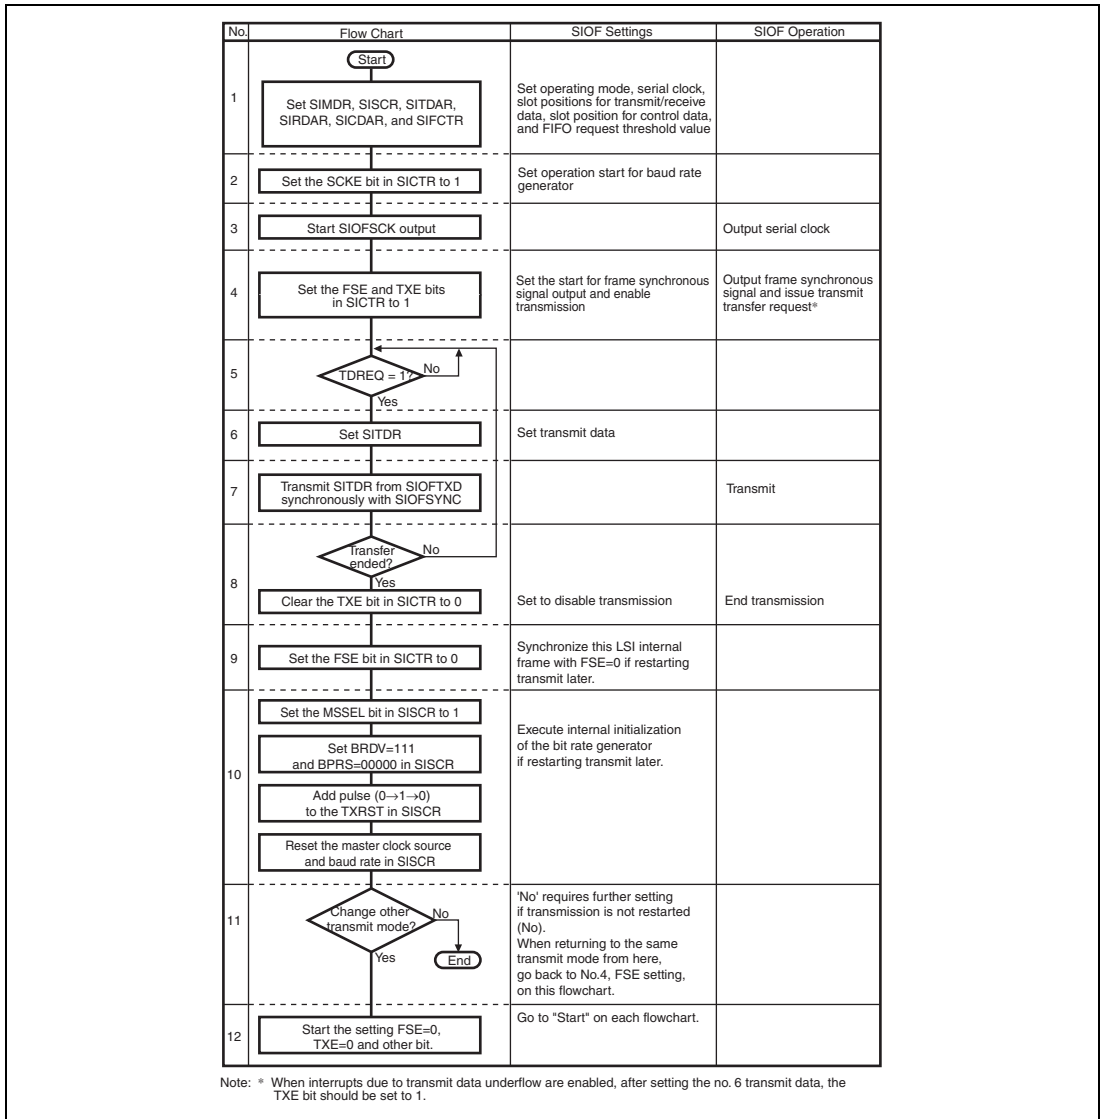 No.
Flow Chart
SIOF Settings
SIOF Operation
Start
1
Set SIMDR, SISCR, SITDAR,
SIRDAR, SICDAR, and SIFCTR
Set operating mode, serial clock,
slot positions for transmit/receive
data, slot position for control data,
and FIFO request threshold value
2
Set the SCKE bit in SICTR to 1
Set operation start for baud rate
generator
3
Start SIOFSCK output
Output serial clock
4
Set the FSE and TXE bits
in SICTR to 1
Set the start for frame synchronous
signal output and enable
transmission
Output frame synchronous
signal and issue transmit
transfer request*
5
TDREQ = 1?
No
Yes
6
Set SITDR
Set transmit data
7
Transmit SITDR from SIOFTXD
synchronously with SIOFSYNC
Transmit
8
Transfer
ended?
No
Yes
Clear the TXE bit in SICTR to 0
Set to disable transmission
End transmission
9
Set the FSE bit in SICTR to 0
Synchronize this LSI internal
frame with FSE=0 if restarting
transmit later.
10
Set the MSSEL bit in SISCR to 1
Set BRDV=111
and BPRS=00000 in SISCR
Add pulse (0→1→0)
to the TXRST in SISCR
Reset the master clock source
and baud rate in SISCR
Execute internal initialization
of the bit rate generator
if restarting transmit later.
11
Change other
transmit mode?
No
Yes
End
'No' requires further setting
if transmission is not restarted
(No).
When returning to the same
transmit mode from here,
go back to No.4, FSE setting,
on this flowchart.
12
Start the setting FSE=0,
TXE=0 and other bit.
Go to "Start" on each flowchart.
Note: * When interrupts due to transmit data underflow are enabled, after setting the no. 6 transmit data, the
TXE bit should be set to 1.